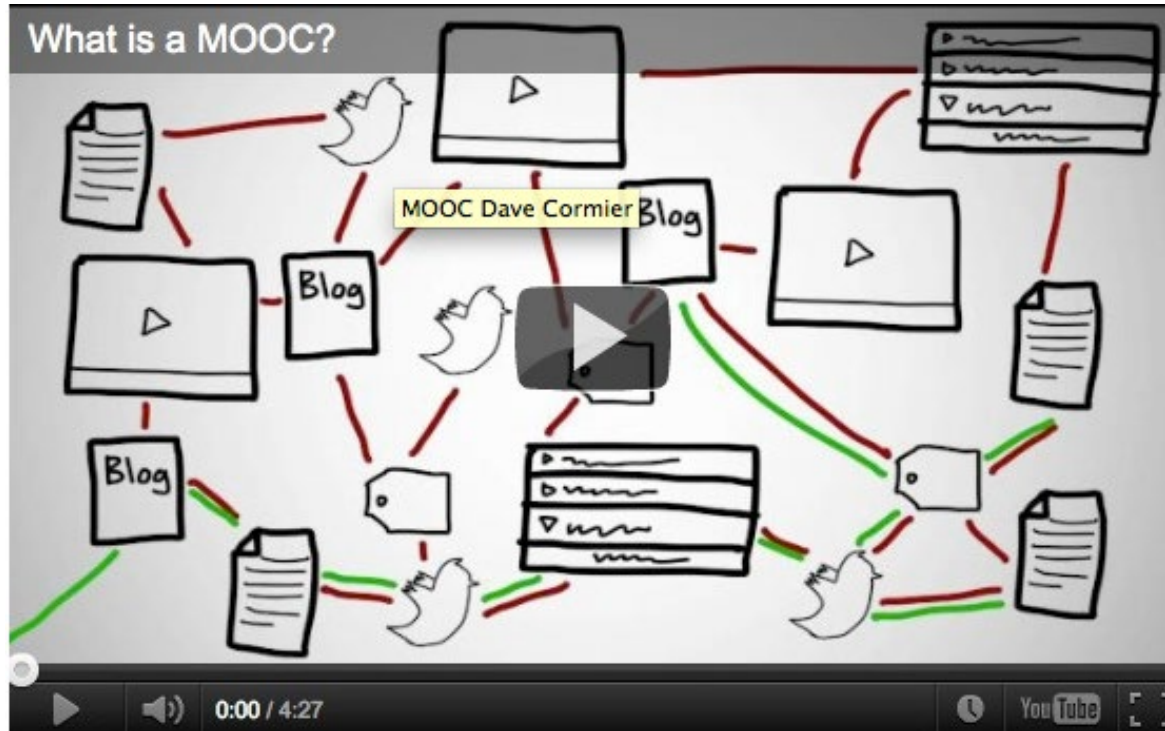 What is a MOOC?
MOOC Dave Cormier
Blog
Blog
Blog
0:00 / 4:27
YouTube